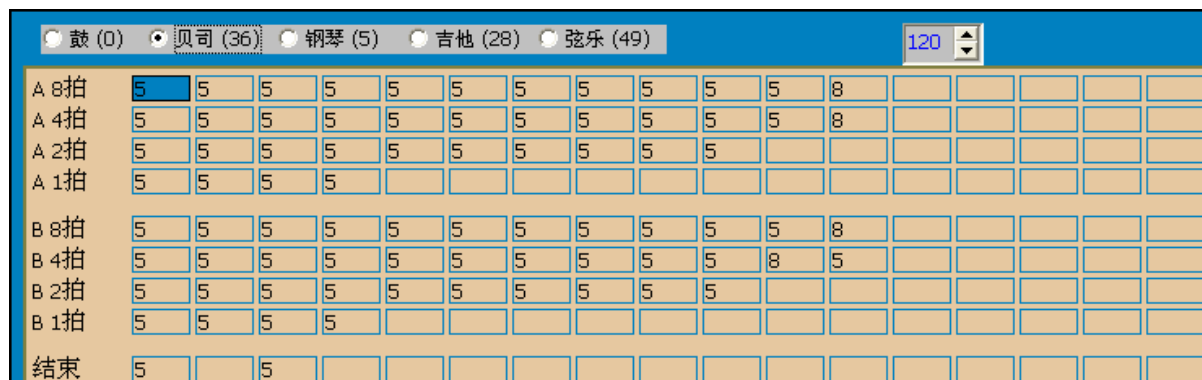 鼓 (0) 贝司 (36) 钢琴 (5) 吉他 (28) 弦乐 (49) 120
A 8拍 5 5 5 5 5 5 5 5 5 5 5 8
A 4拍 5 5 5 5 5 5 5 5 5 5 5 8
A 2拍 5 5 5 5 5 5 5 5 5 5
A 1拍 5 5 5 5
B 8拍 5 5 5 5 5 5 5 5 5 5 5 8
B 4拍 5 5 5 5 5 5 5 5 5 5 8 5
B 2拍 5 5 5 5 5 5 5 5 5 5
B 1拍 5 5 5 5
结束 5 5